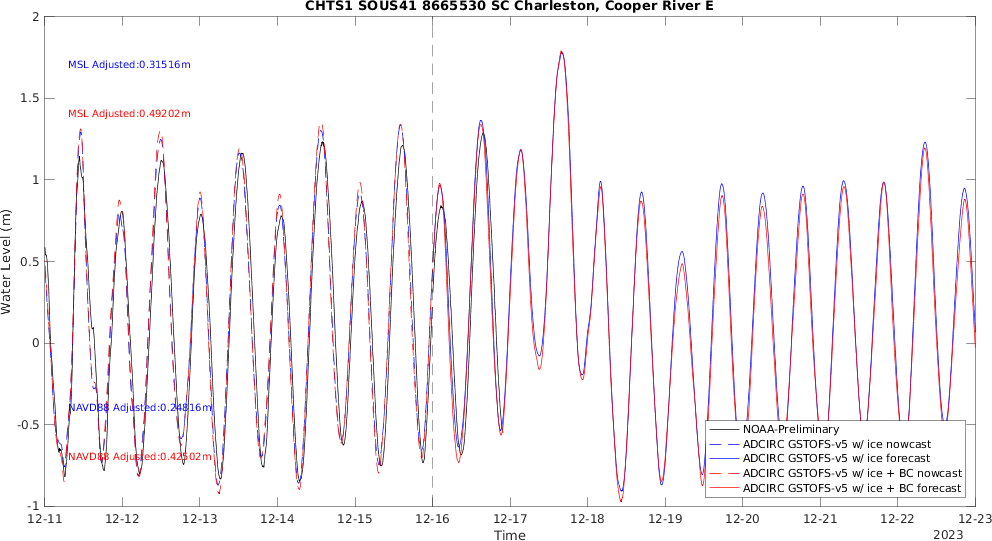 CHTS1 SOUS41 8665530 SC Charleston, Cooper River E
2
1.5
1
0.5
0
-0.5
-1
Water Level (m)
MSL Adjusted:0.31516m
MSL Adjusted:0.49202m
NAVD88 Adjusted:0.24816m
NAVD88 Adjusted:0.42502m
NOAA-Preliminary
ADCIRC GSTOFS-v5 w/ ice nowcast
ADCIRC GSTOFS-v5 w/ ice forecast
ADCIRC GSTOFS-v5 w/ ice + BC nowcast
ADCIRC GSTOFS-v5 w/ ice + BC forecast
12-11 12-12 12-13 12-14 12-15 12-16 12-17 12-18 12-19 12-20 12-21 12-22 12-23
Time
2023